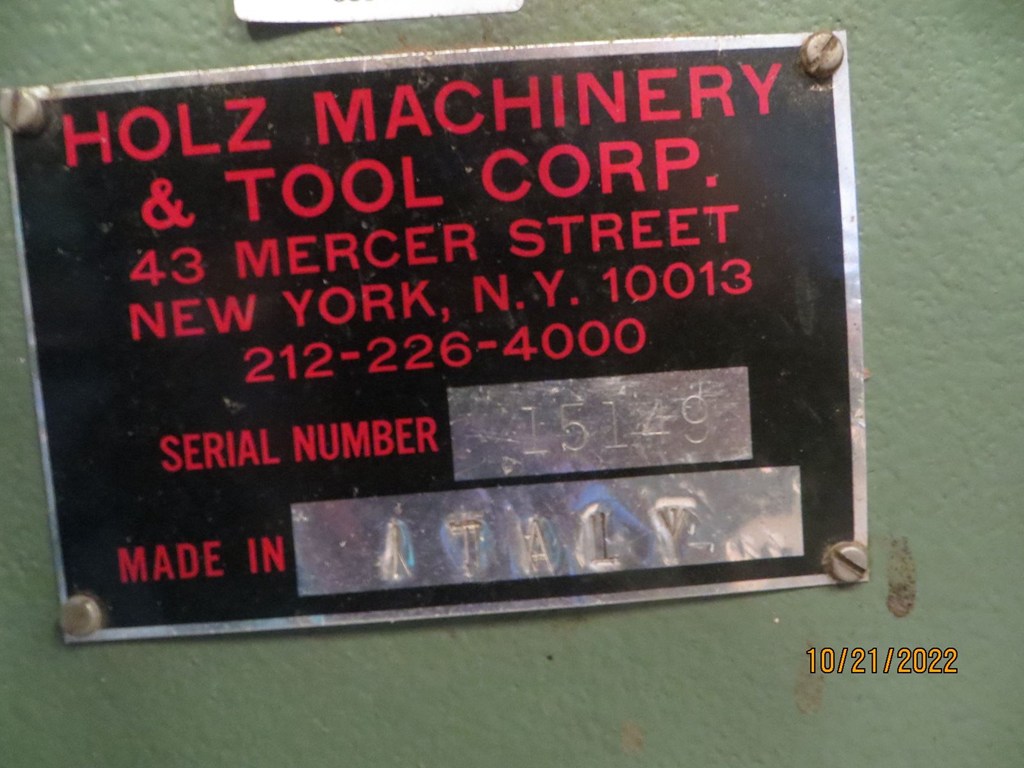 HOLZ MACHINERY
& TOOL CORP.
43 MERCER STREET
NEW YORK, N.Y. 10013
212-226-4000
SERIAL NUMBER 15149
MADE IN ITALY
10/21/2022